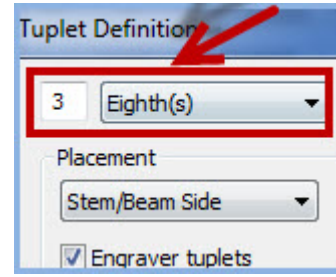 Tuplet Definition
3 Eighth(s)
Placement
Stem/Beam Side
Engraver tuplets